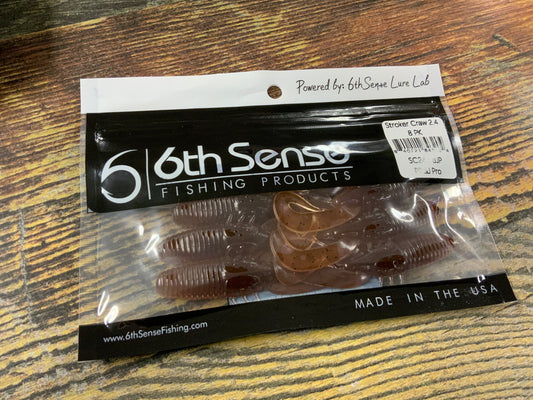 Powered by: 6thSense Lure Lab
Stroker Craw 2.4
8 PK
6 6th Sense
FISHING PRODUCTS
Pro
MADE IN THE USA
www.6thSenseFishing.com